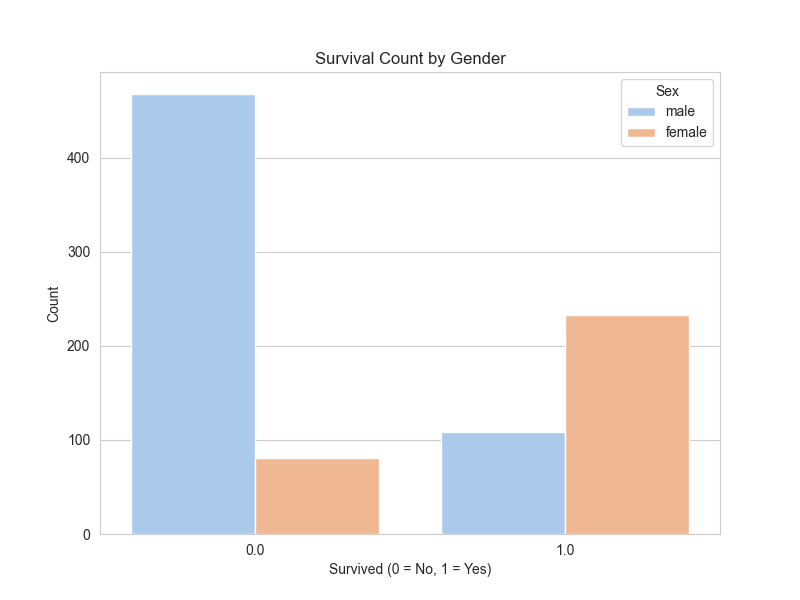 Survival Count by Gender
Sex
male
female
400
300
200
100
0
Count
0.0
1.0
Survived (0 = No, 1 = Yes)